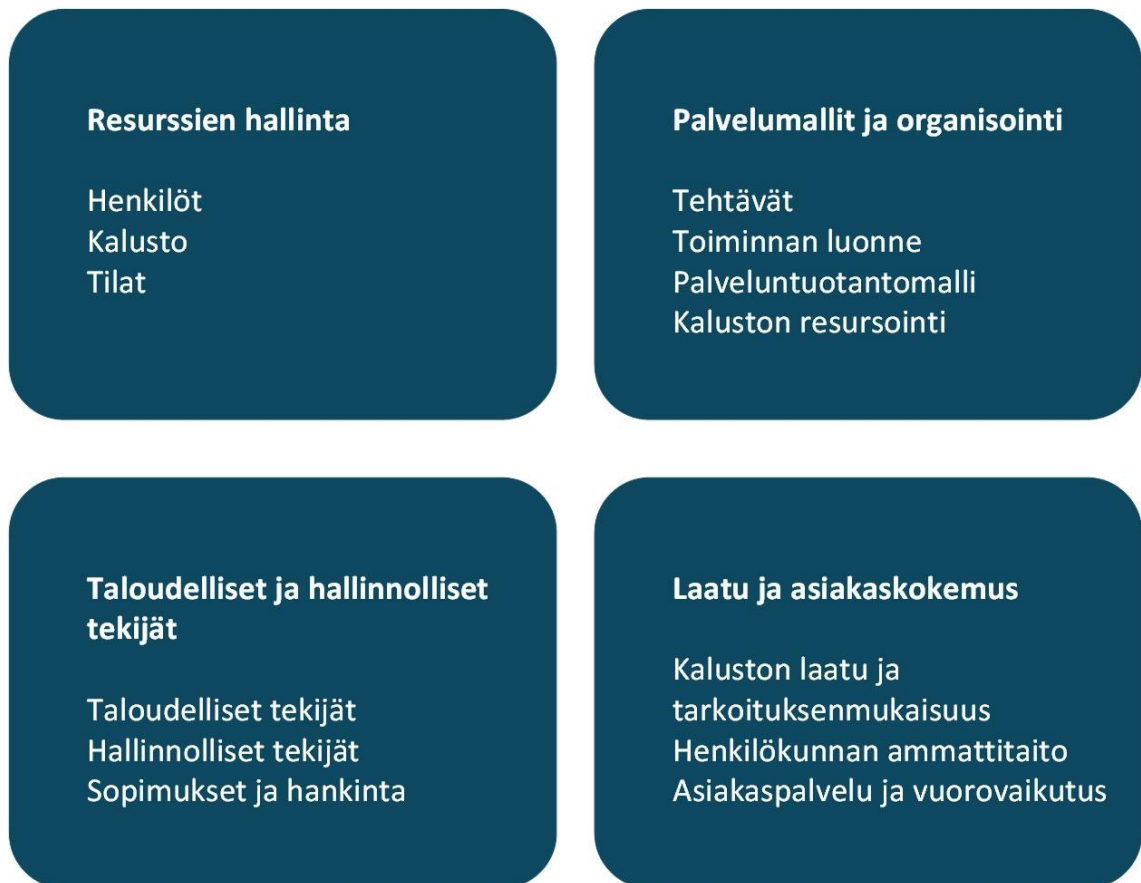 Resurssien hallinta
Henkilöt
Kalusto
Tilat
Palvelumallit ja organisointi
Tehtävät
Toiminnan luonne
Palveluntuotantomalli
Kaluston resursointi
Taloudelliset ja hallinnolliset
tekijät
Taloudelliset tekijät
Hallinnolliset tekijät
Sopimukset ja hankinta
Laatu ja asiakaskokemus
Kaluston laatu ja
tarkoituksenmukaisuus
Henkilökunnan ammattitaito
Asiakaspalvelu ja vuorovaikutus